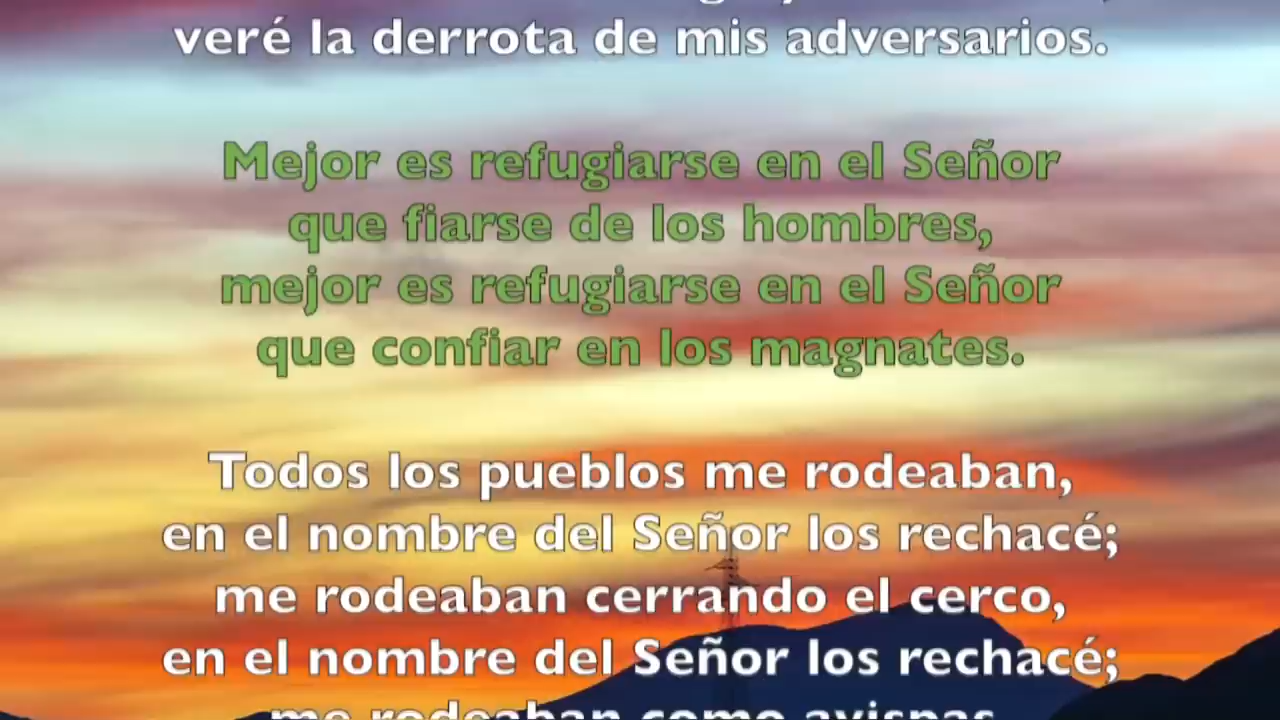 veré la derrota de mis adversarios.
Mejor es refugiarse en el Señor
que fiarse de los hombres,
mejor es refugiarse en el Señor
que confiar en los magnates.
Todos los pueblos me rodeaban,
en el nombre del Señor los rechacé;
me rodeaban cerrando el cerco,
en el nombre del Señor los rechacé;
me rodeaban como avispas